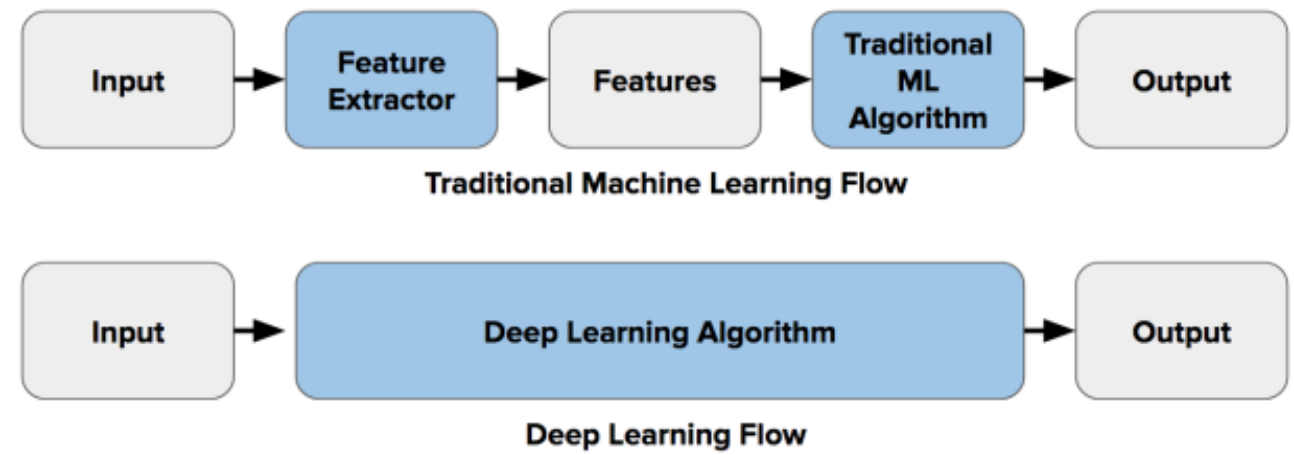 Input
Feature
Extractor
Features
Traditional
ML
Algorithm
Output
Traditional Machine Learning Flow
Input
Deep Learning Algorithm
Output
Deep Learning Flow